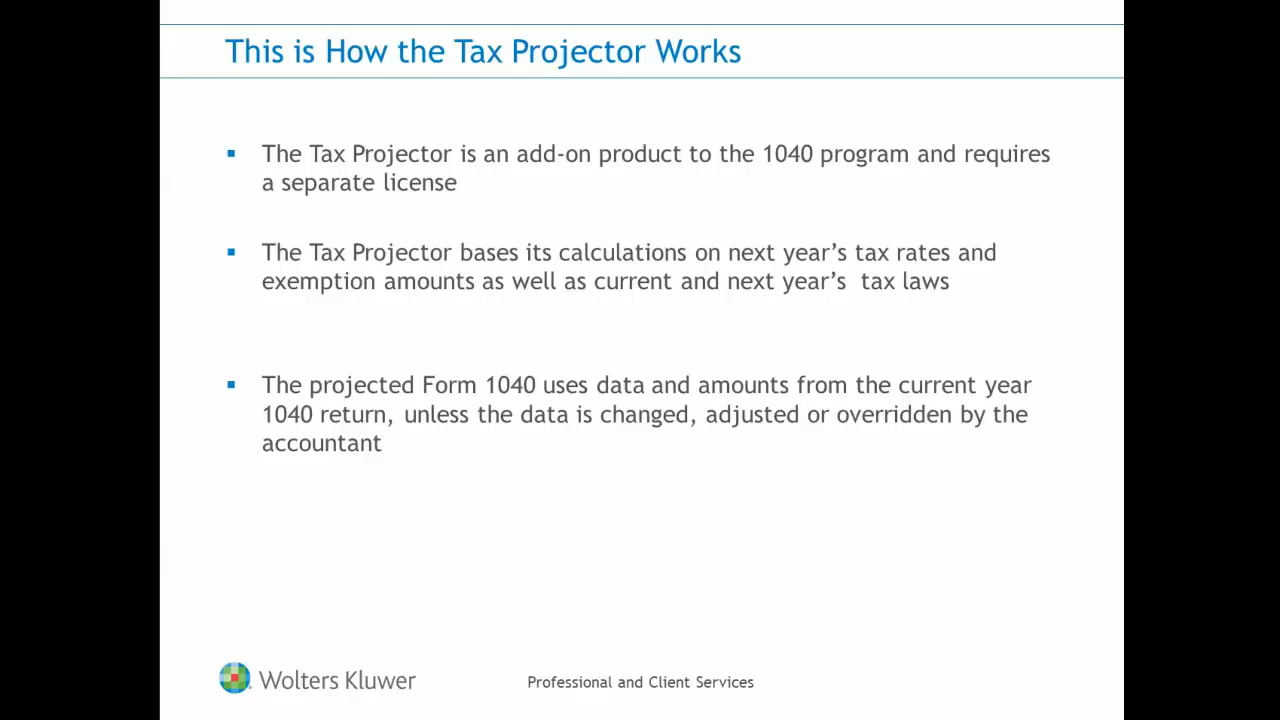 This is How the Tax Projector Works
▪ The Tax Projector is an add-on product to the 1040 program and requires
a separate license
▪ The Tax Projector bases its calculations on next year’s tax rates and
exemption amounts as well as current and next year’s  tax laws
▪ The projected Form 1040 uses data and amounts from the current year
1040 return, unless the data is changed, adjusted or overridden by the
accountant
Wolters Kluwer
Professional and Client Services